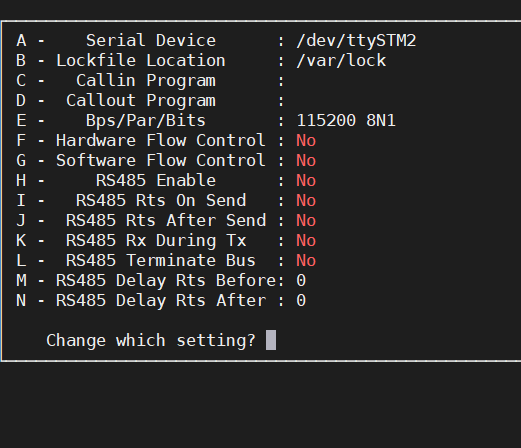 A -    Serial Device      : /dev/ttySTM2
B - Lockfile Location     : /var/lock
C -   Callin Program      :
D -  Callout Program      :
E -    Bps/Par/Bits       : 115200 8N1
F - Hardware Flow Control : No
G - Software Flow Control : No
H -     RS485 Enable      : No
I -   RS485 Rts On Send   : No
J -  RS485 Rts After Send : No
K -  RS485 Rx During Tx   : No
L -  RS485 Terminate Bus  : No
M - RS485 Delay Rts Before: 0
N - RS485 Delay Rts After : 0
Change which setting?